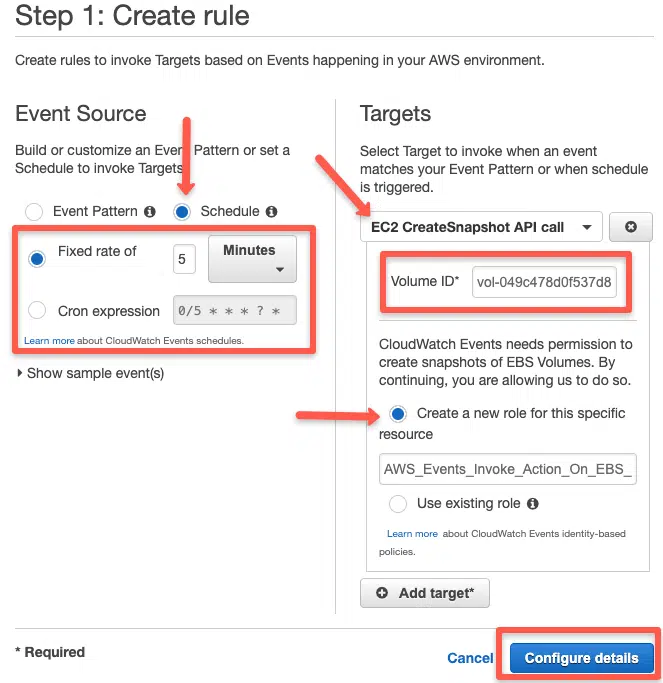 Step 1: Create rule
Create rules to invoke Targets based on Events happening in your AWS environment.
Event Source
Build or customize an Event Pattern or set a
Schedule to invoke Targets.
Event Pattern
Schedule
Fixed rate of
5
Minutes
Cron expression
0/5 * * * ? *
Learn more about CloudWatch Events schedules.
Show sample event(s)
Targets
Select Target to invoke when an event
matches your Event Pattern or when schedule
is triggered.
EC2 CreateSnapshot API call
Volume ID*
vol-049c478d0f537d8
CloudWatch Events needs permission to
create snapshots of EBS Volumes. By
continuing, you are allowing us to do so.
Create a new role for this specific
resource
AWS_Events_Invoke_Action_On_EBS_
Use existing role
Learn more about CloudWatch Events identity-based
policies.
Add target*
* Required
Cancel
Configure details